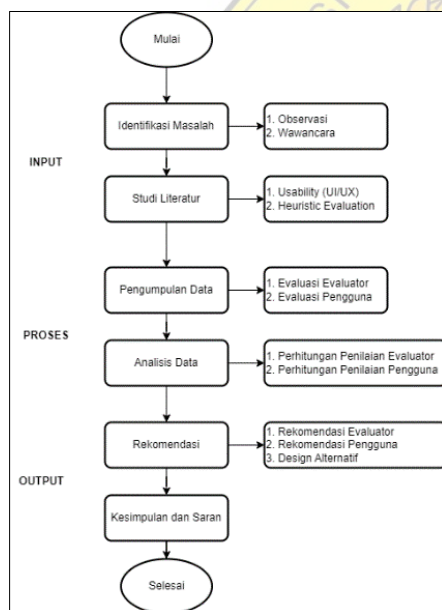 Mulai
Identifikasi Masalah
1. Observasi
2. Wawancara
INPUT
Studi Literatur
1. Usability (UI/UX)
2. Heuristic Evaluation
Pengumpulan Data
1. Evaluasi Evaluator
2. Evaluasi Pengguna
PROSES
Analisis Data
1. Perhitungan Penilaian Evaluator
2. Perhitungan Penilaian Pengguna
Rekomendasi
1. Rekomendasi Evaluator
2. Rekomendasi Pengguna
3. Design Alternatif
OUTPUT
Kesimpulan dan Saran
Selesai